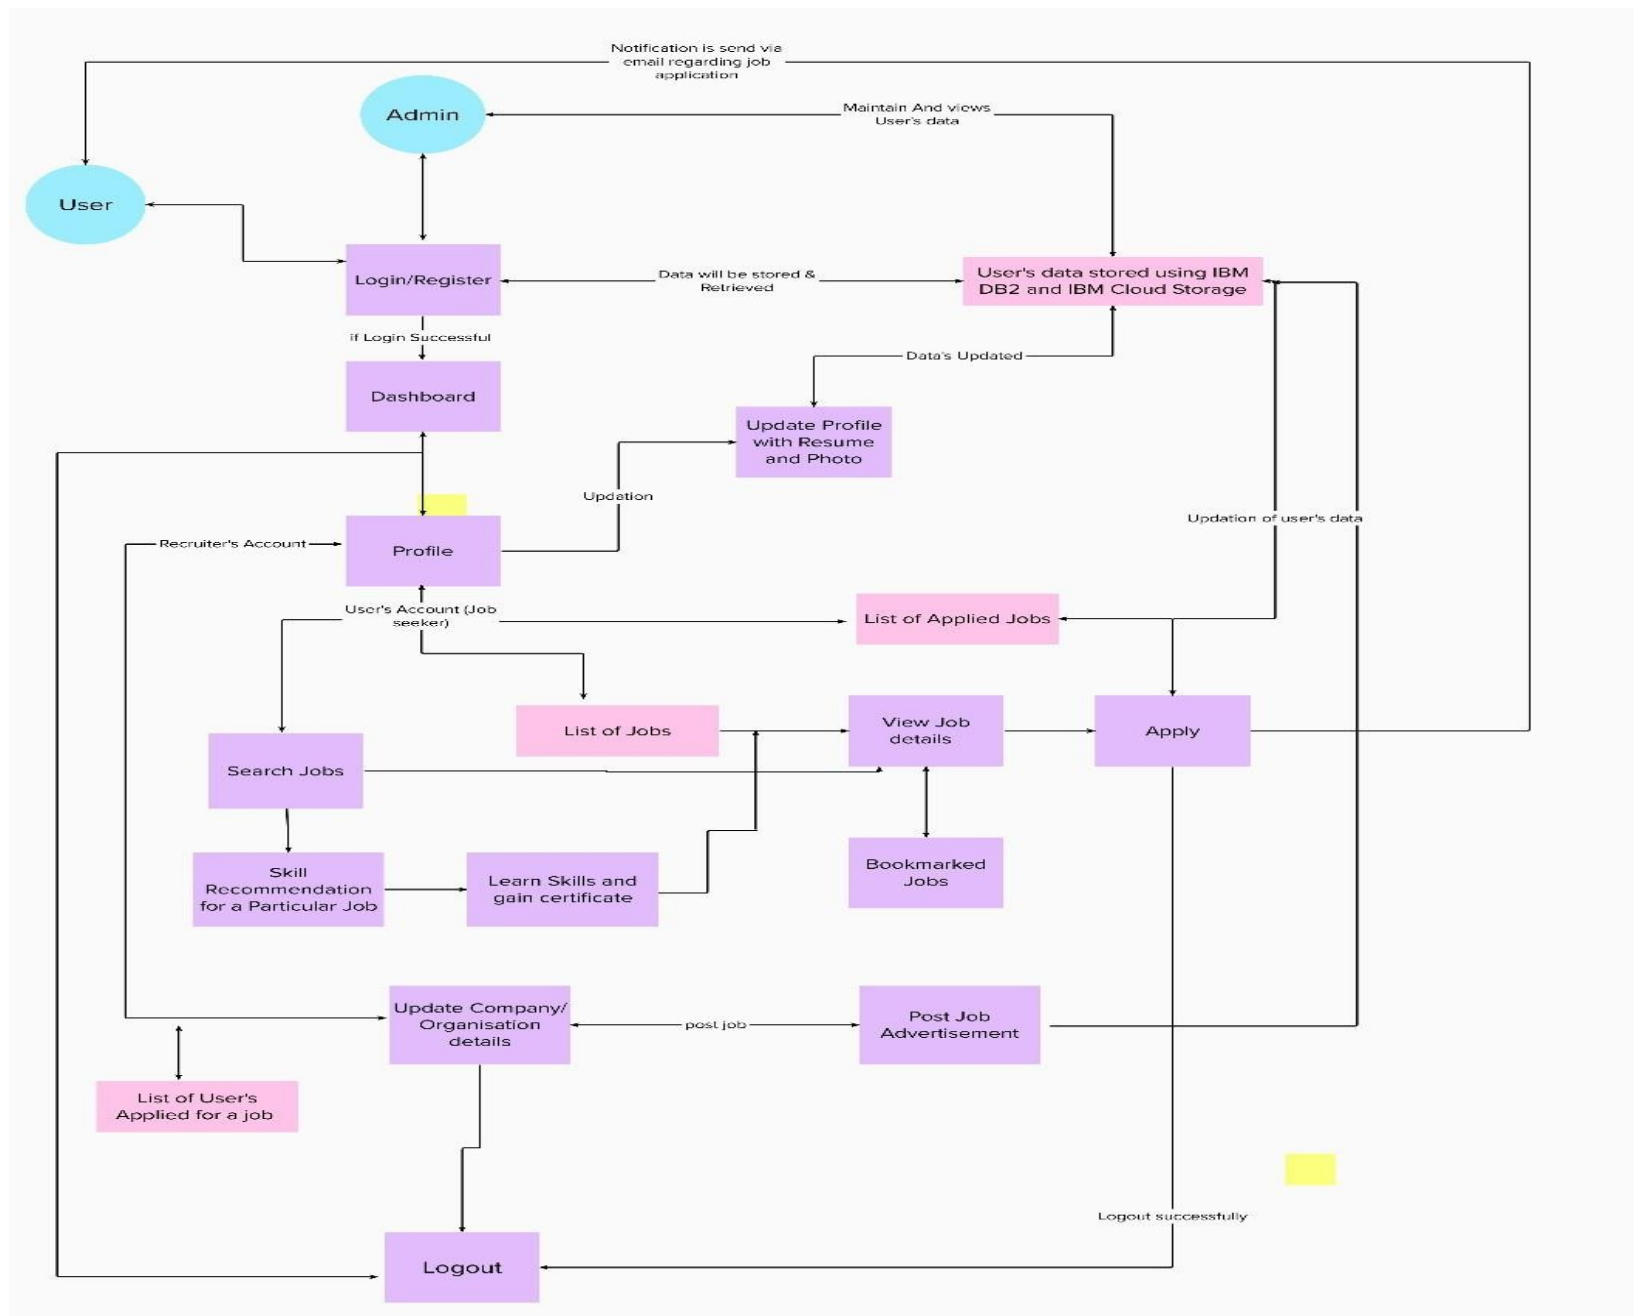 Notification is send via
email regarding job
application
Admin
Maintain And views
User's data
User
Login/Register
Data will be stored &
Retrieved
User's data stored using IBM
DB2 and IBM Cloud Storage
if Login Successful
Data's Updated
Dashboard
Update Profile
with Resume
and Photo
Updation
Updation of user's data
Recruiter's Account
Profile
User's Account (Job
seeker)
List of Applied Jobs
List of Jobs
View Job
details
Apply
Search Jobs
Skill
Recommendation
for a Particular Job
Learn Skills and
gain certificate
Bookmarked
Jobs
Update Company/
Organisation
details
post job
Post Job
Advertisement
List of User's
Applied for a job
Logout successfully
Logout